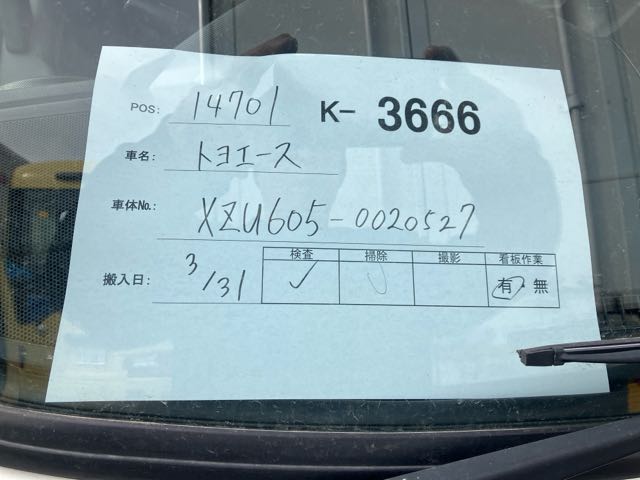 POS: 14701 K- 3666
車名: トヨエース
車体No.: XZU605-0020527
検査 掃除 撮影 看板作業
搬入日: 3/31 ✓ ✓ 有・無